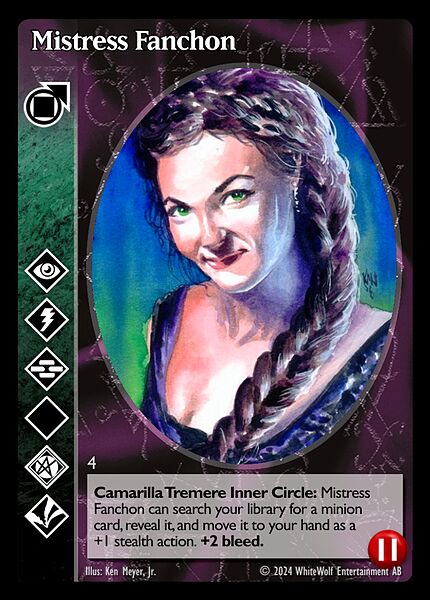 Mistress Fanchon
4
Camarilla Tremere Inner Circle: Mistress
Fanchon can search your library for a minion
card, reveal it, and move it to your hand as a
+1 stealth action. +2 bleed.
11
Illus: Ken Meyer, Jr.
© 2024 WhiteWolf Entertainment AB